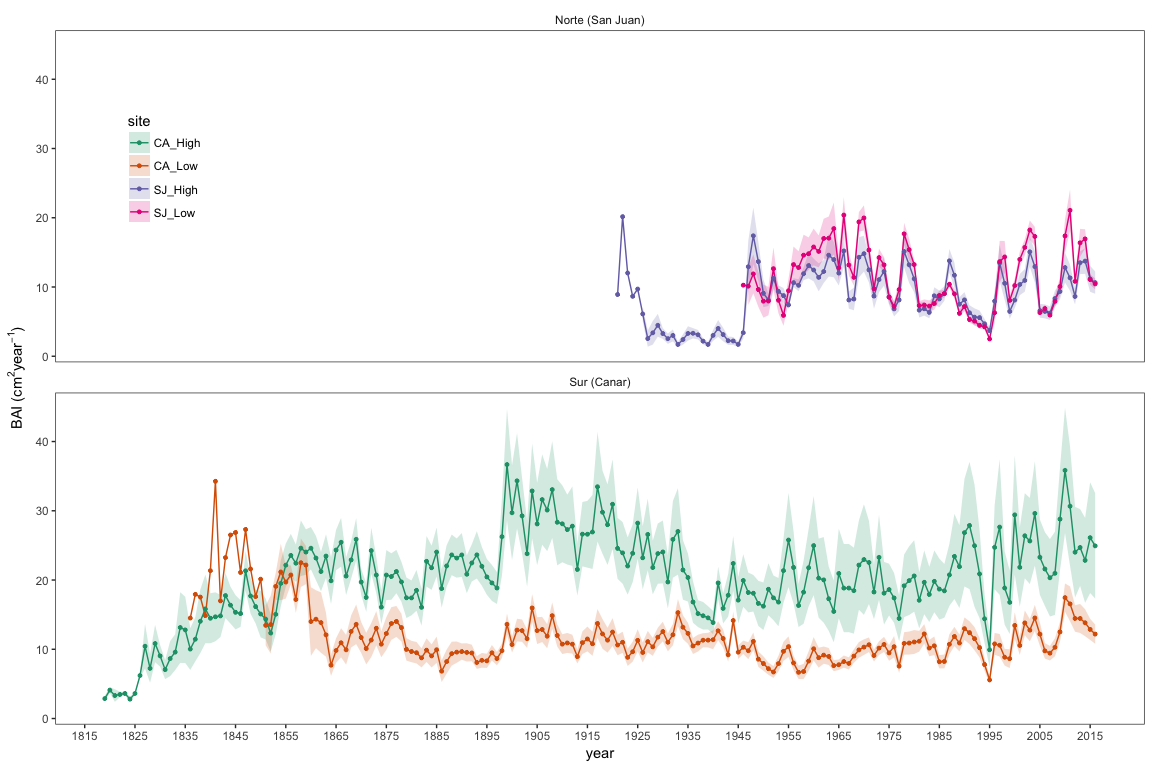 Norte (San Juan)
40
30
20
10
0
site
CA_High
CA_Low
SJ_High
SJ_Low
BAI (cm²year⁻¹)
Sur (Canar)
40
30
20
10
0
1815 1825 1835 1845 1855 1865 1875 1885 1895 1905 1915 1925 1935 1945 1955 1965 1975 1985 1995 2005 2015
year